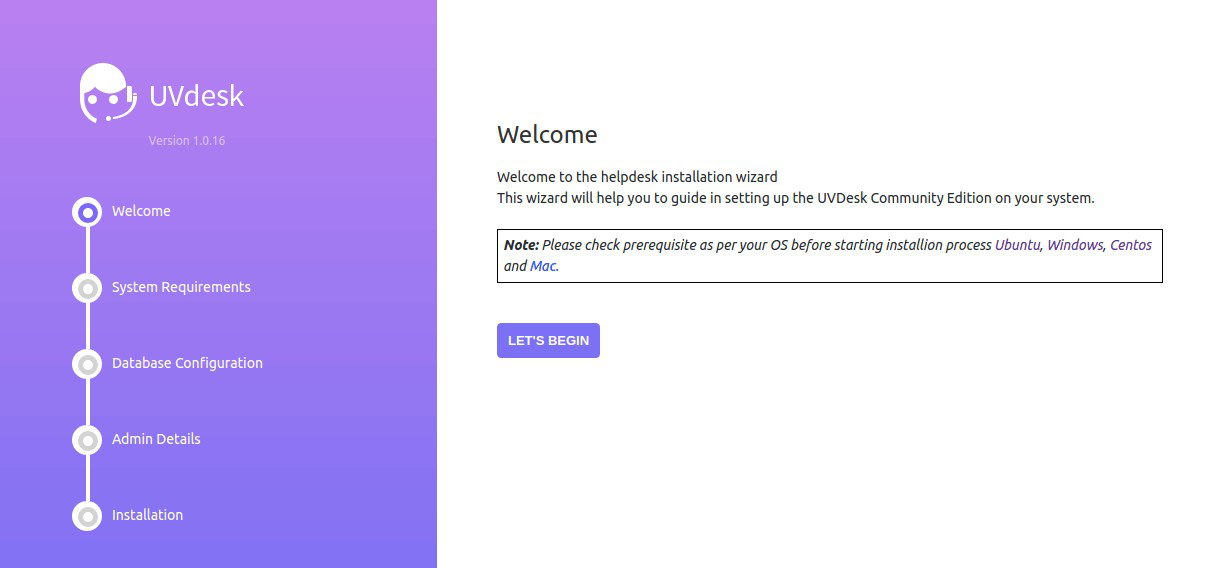 UVdesk
Version 1.0.16
Welcome
System Requirements
Database Configuration
Admin Details
Installation
Welcome
Welcome to the helpdesk installation wizard
This wizard will help you to guide in setting up the UVDesk Community Edition on your system.
Note: Please check prerequisite as per your OS before starting installion process Ubuntu, Windows, Centos
and Mac.
LET'S BEGIN